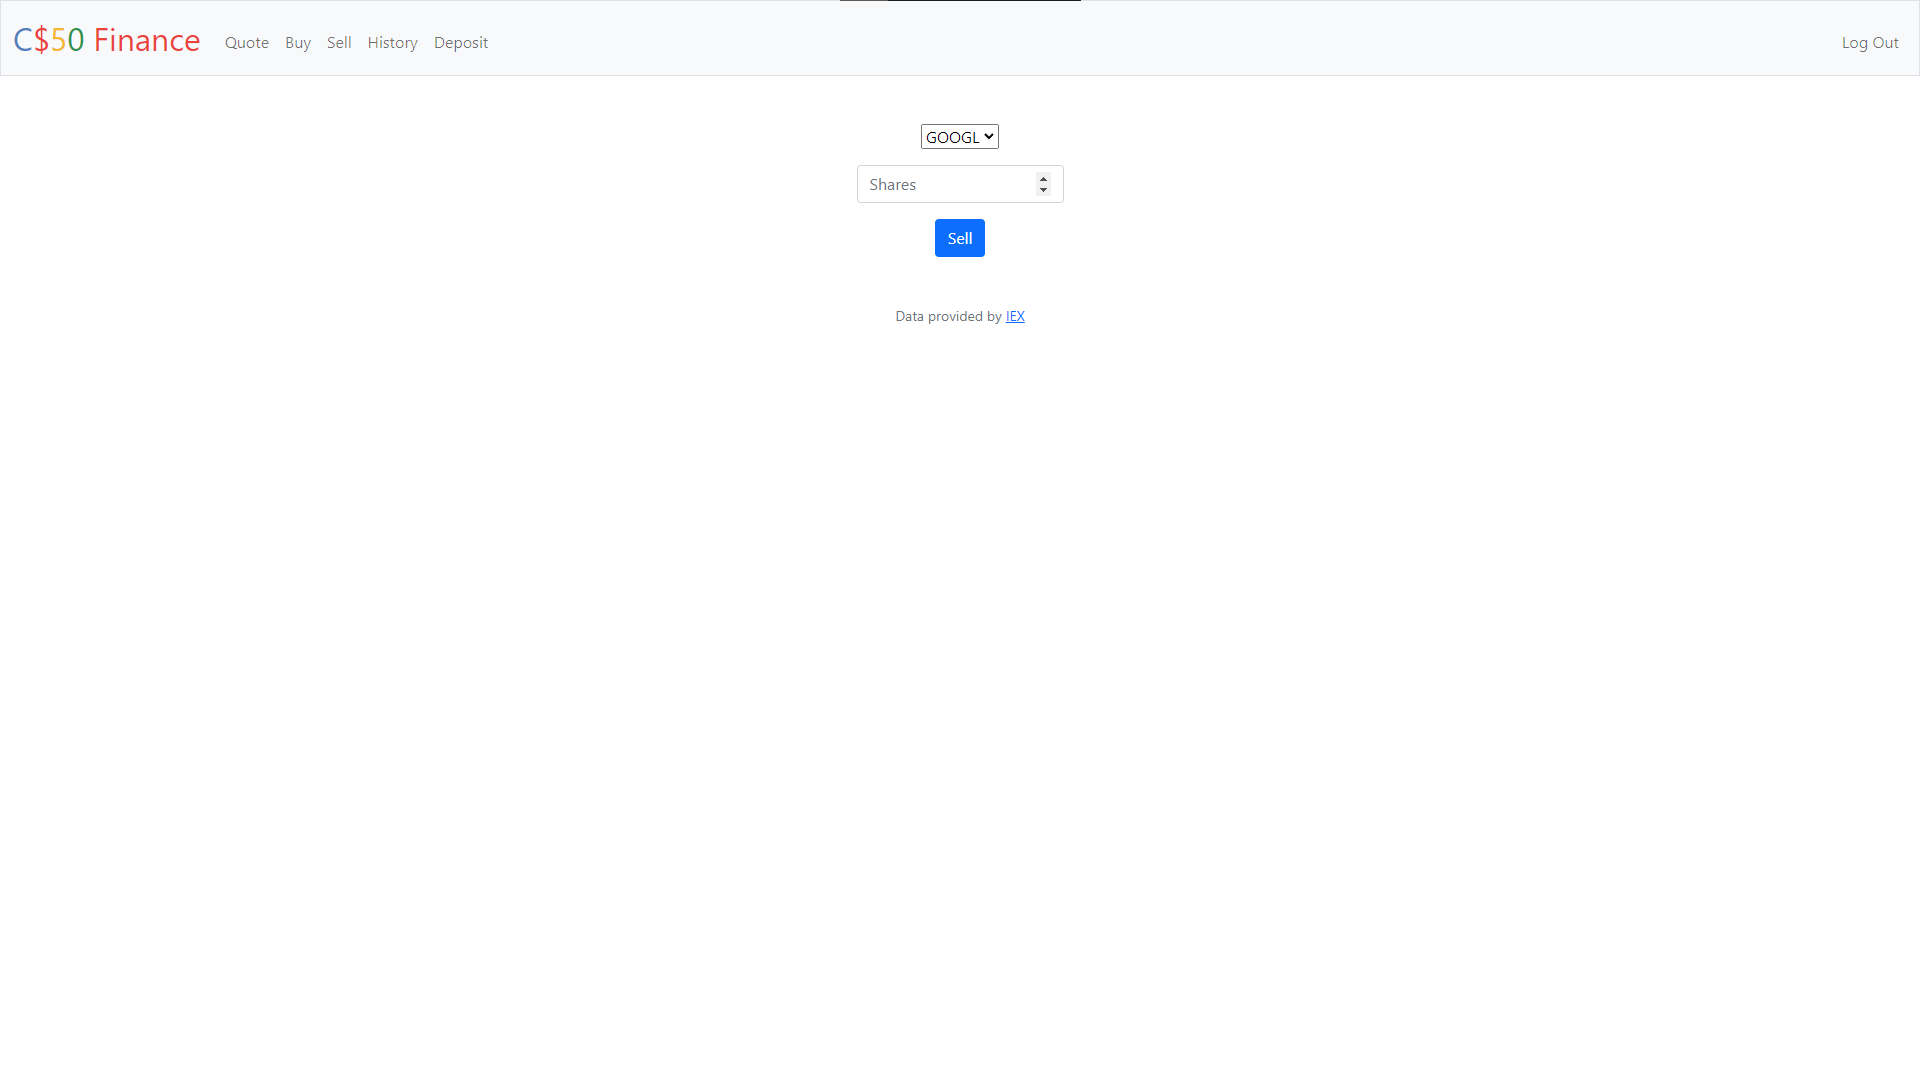 C$50 Finance Quote Buy Sell History Deposit Log Out
GOOGL
Shares
Sell
Data provided by IEX